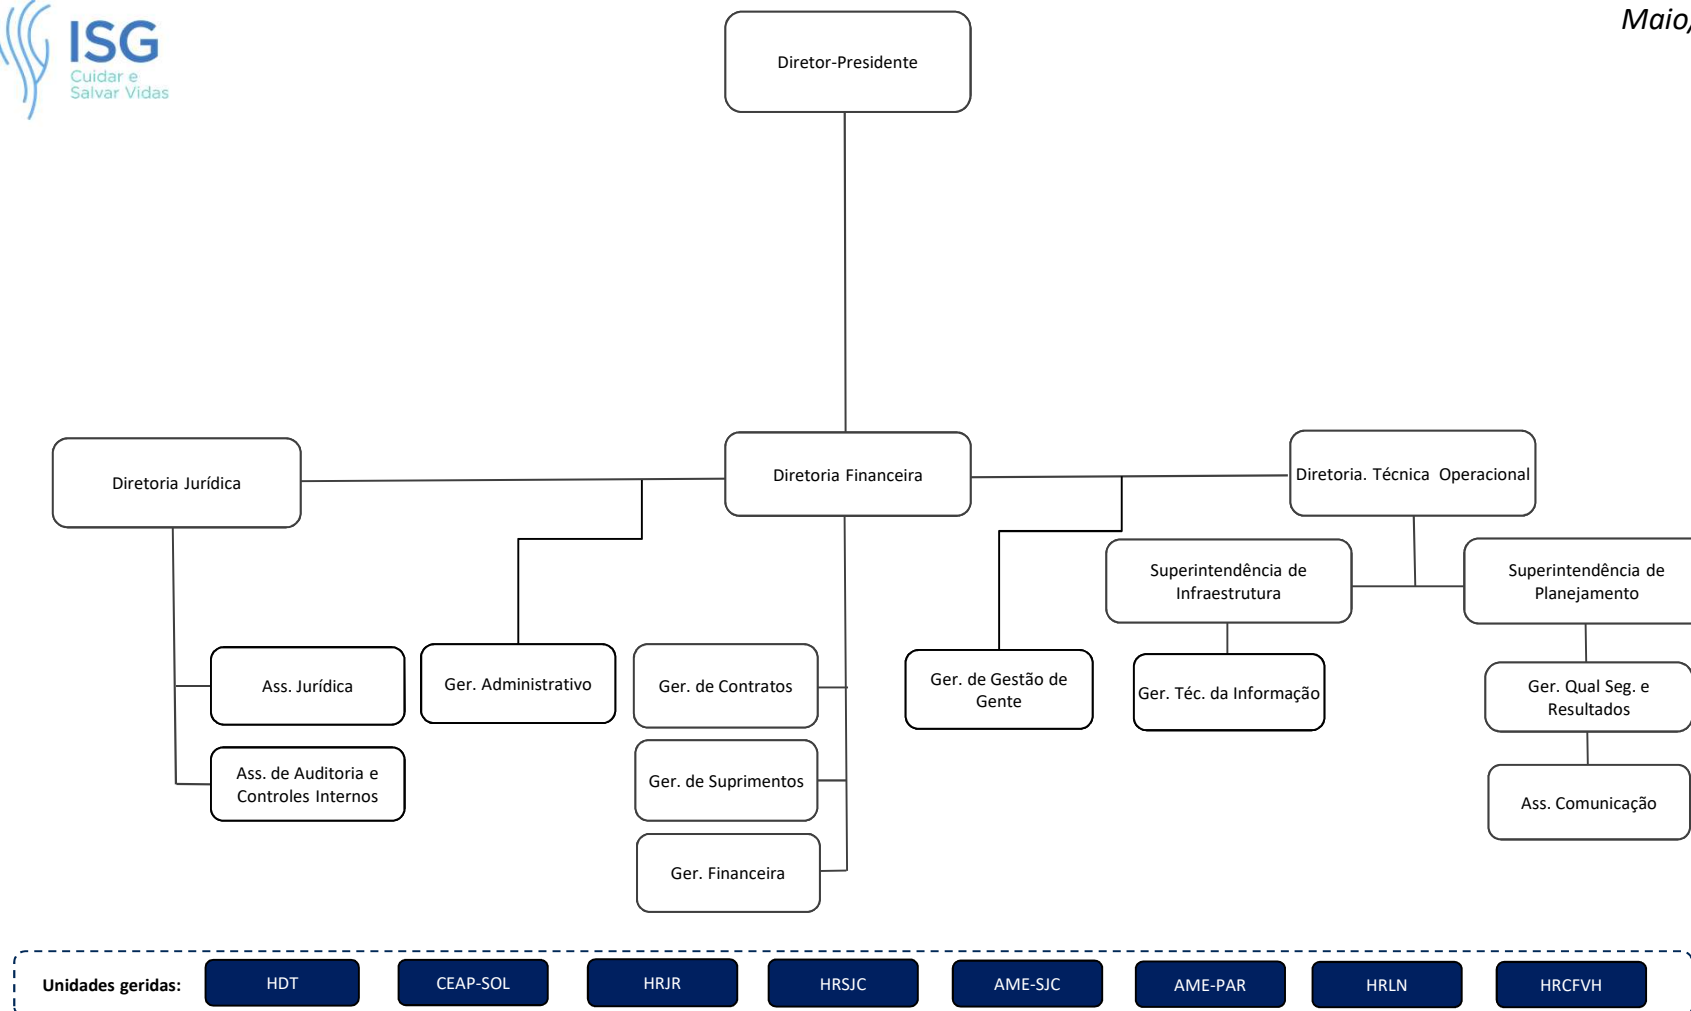 ISG
Cuidar e
Salvar Vidas
Maio/
Diretor-Presidente
Diretoria Jurídica
Diretoria Financeira
Diretoria. Técnica Operacional
Superintendência de
Infraestrutura
Superintendência de
Planejamento
Ass. Jurídica
Ger. Administrativo
Ger. de Contratos
Ger. de Gestão de
Gente
Ger. Téc. da Informação
Ger. Qual Seg. e
Resultados
Ass. de Auditoria e
Controles Internos
Ger. de Suprimentos
Ass. Comunicação
Ger. Financeira
Unidades geridas:
HDT
CEAP-SOL
HRJR
HRSJC
AME-SJC
AME-PAR
HRLN
HRCFVH